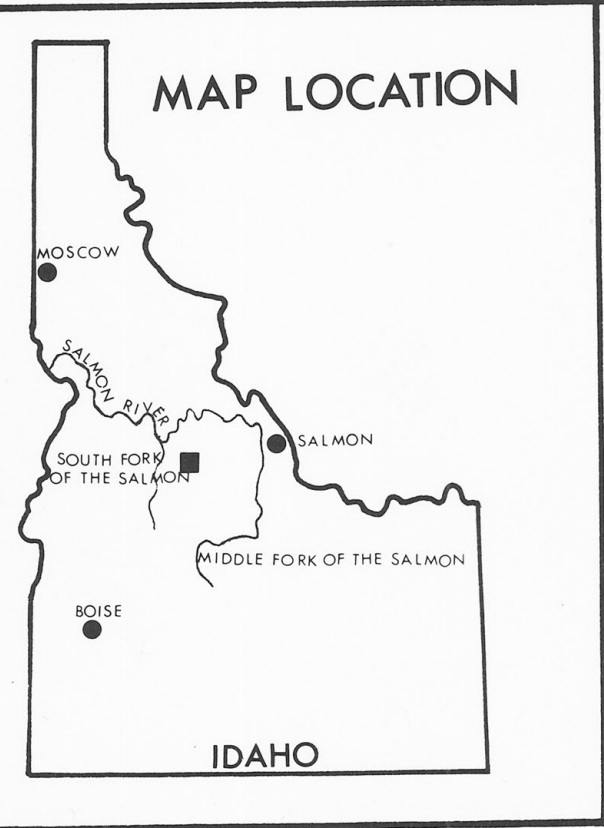 MAP LOCATION
MOSCOW
SALMON RIVER
SALMON
SOUTH FORK
OF THE SALMON
MIDDLE FORK OF THE SALMON
BOISE
IDAHO